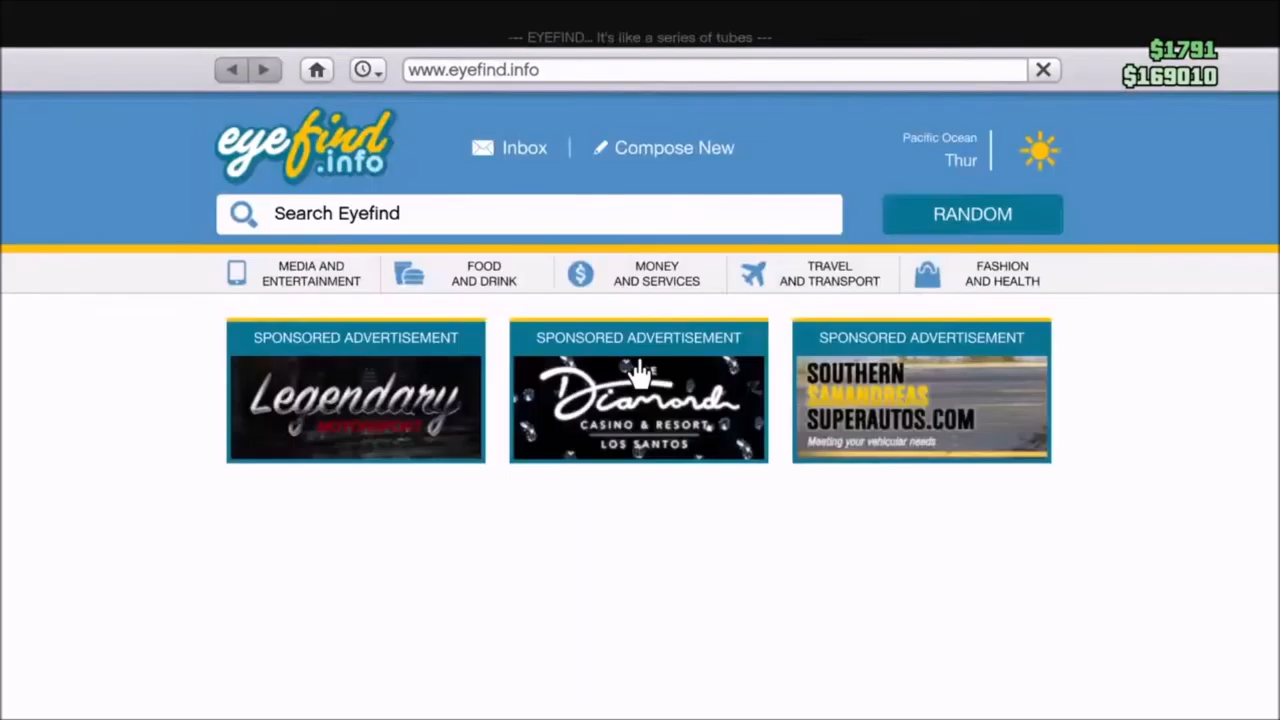 --- EYEFIND... It's like a series of tubes ---
$1791
$169010
www.eyefind.info
eyefind
.info
Inbox
Compose New
Pacific Ocean
Thur
Search Eyefind
RANDOM
MEDIA AND
ENTERTAINMENT
FOOD
AND DRINK
MONEY
AND SERVICES
TRAVEL
AND TRANSPORT
FASHION
AND HEALTH
SPONSORED ADVERTISEMENT
Legendary
MOTORSPORT
SPONSORED ADVERTISEMENT
Diamond
CASINO & RESORT
LOS SANTOS
SPONSORED ADVERTISEMENT
SOUTHERN
SANANDREAS
SUPERAUTOS.COM
Meeting your vehicular needs